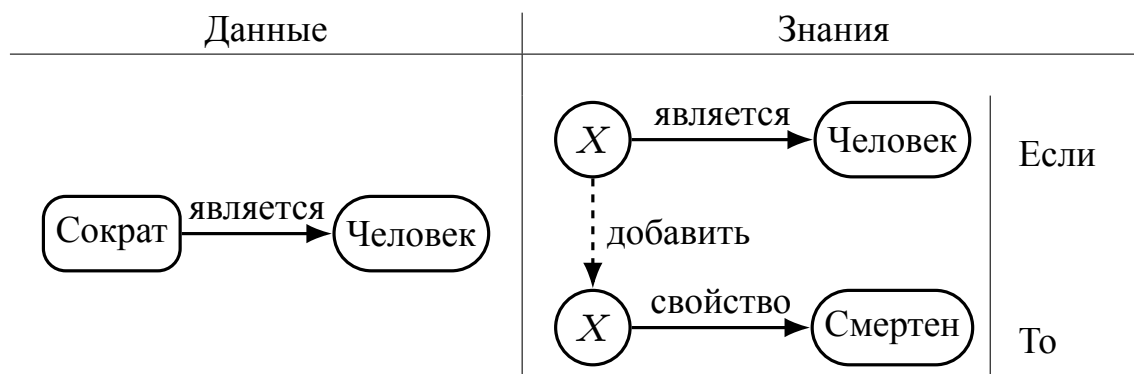 Данные
Знания
Сократ
является
Человек
X
является
Человек
Если
добавить
X
свойство
Смертен
То